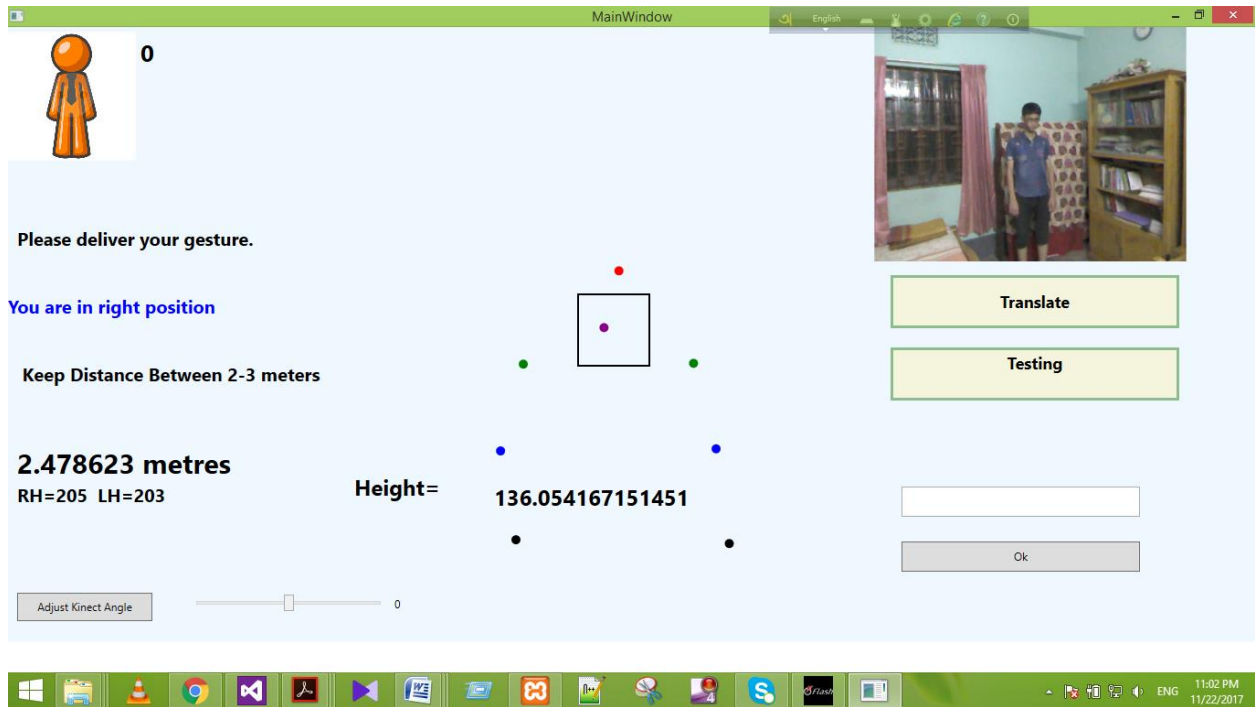 MainWindow
English
0
Please deliver your gesture.
You are in right position
Keep Distance Between 2-3 meters
2.478623 metres
RH=205 LH=203
Height=
136.054167151451
Translate
Testing
Ok
Adjust Kinect Angle
0
ENG
11:02 PM
11/22/2017